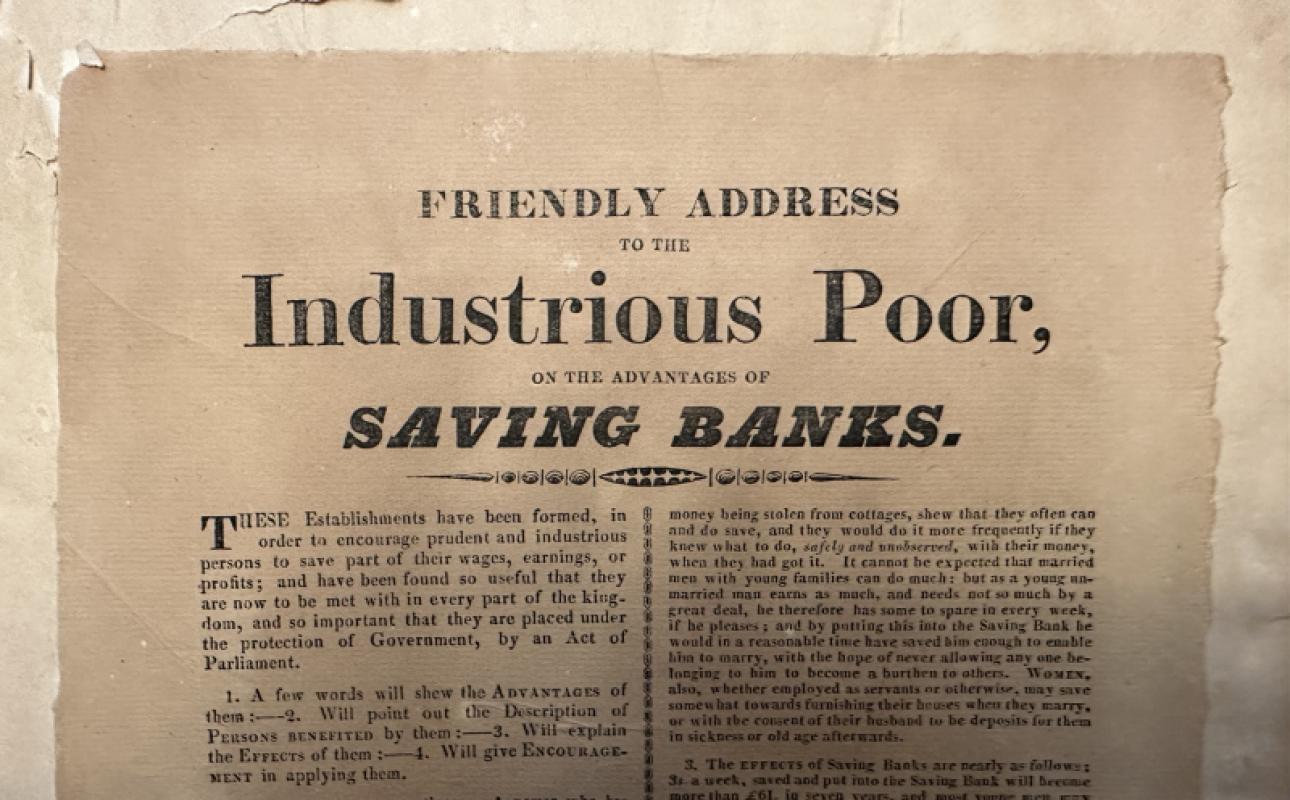 FRIENDLY ADDRESS
TO THE
Industrious Poor,
ON THE ADVANTAGES OF
SAVING BANKS.
THESE Establishments have been formed, in
order to encourage prudent and industrious
persons to save part of their wages, earnings, or
profits; and have been found so useful that they
are now to be met with in every part of the king-
dom, and so important that they are placed under
the protection of Government, by an Act of
Parliament.
1. A few words will shew the ADVANTAGES of
them:—2. Will point out the Description of
PERSONS BENEFITED by them:—3. Will explain
the EFFECTS of them:—4. Will give ENCOURAGE-
MENT in applying them.
money being stolen from cottages, shew that they often can
and do save, and they would do it more frequently if they
knew what to do, safely and unobserved, with their money,
when they had got it. It cannot be expected that married
men with young families can do much: but as a young un-
married man earns as much, and needs not so much by a
great deal, he therefore has some to spare in every week,
if he pleases; and by putting this into the Saving Bank he
would in a reasonable time have saved him enough to enable
him to marry, with the hope of never allowing any one be-
longing to him to become a burthen to others. WOMEN,
also, whether employed as servants or otherwise, may save
somewhat towards furnishing their houses when they marry,
or with the consent of their husband to be deposits for them
in sickness or old age afterwards.
3. The EFFECTS of Saving Banks are nearly as follows;
3s a week, saved and put into the Saving Bank will become
more than £61, in seven years, and most young men may